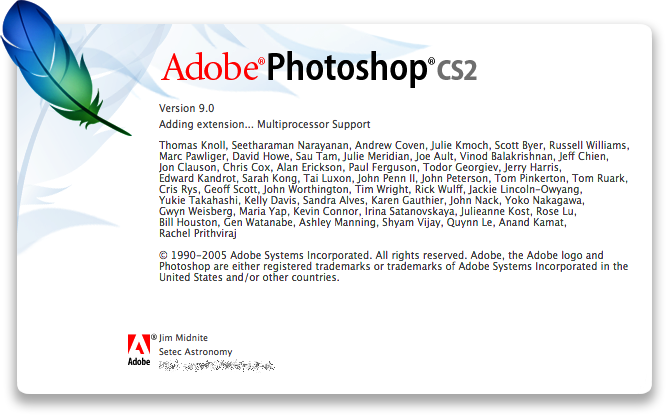 Adobe® Photoshop® CS2
Version 9.0
Adding extension... Multiprocessor Support
Thomas Knoll, Seetharaman Narayanan, Andrew Coven, Julie Kmoch, Scott Byer, Russell Williams,
Marc Pawliger, David Howe, Sau Tam, Julie Meridian, Joe Ault, Vinod Balakrishnan, Jeff Chien,
Jon Clauson, Chris Cox, Alan Erickson, Paul Ferguson, Todor Georgiev, Jerry Harris,
Edward Kandrot, Sarah Kong, Tai Luxon, John Penn II, John Peterson, Tom Pinkerton, Tom Ruark,
Cris Rys, Geoff Scott, John Worthington, Tim Wright, Rick Wulff, Jackie Lincoln-Owyang,
Yukie Takahashi, Kelly Davis, Sandra Alves, Karen Gauthier, John Nack, Yoko Nakagawa,
Gwyn Weisberg, Maria Yap, Kevin Connor, Irina Satanovskaya, Julieanne Kost, Rose Lu,
Bill Houston, Gen Watanabe, Ashley Manning, Shyam Vijay, Quynn Le, Anand Kamat,
Rachel Prithviraj
© 1990-2005 Adobe Systems Incorporated. All rights reserved. Adobe, the Adobe logo and
Photoshop are either registered trademarks or trademarks of Adobe Systems Incorporated in the
United States and/or other countries.
® Jim Midnite
Setec Astronomy
Adobe